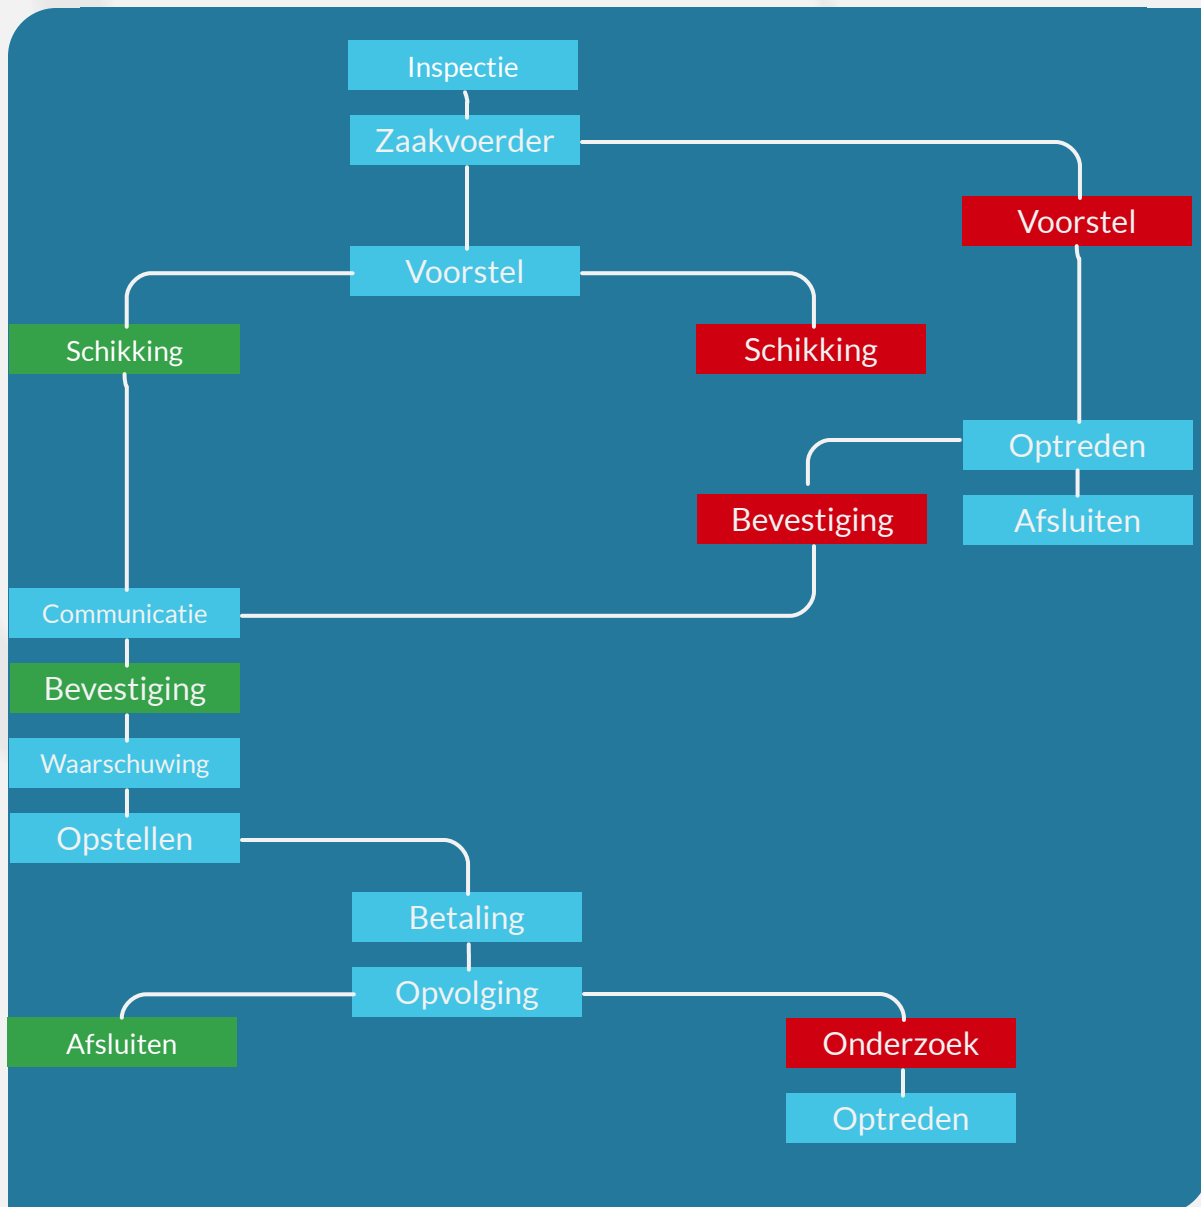 Inspectie
Zaakvoerder
Voorstel
Voorstel
Schikking
Schikking
Optreden
Bevestiging
Afsluiten
Communicatie
Bevestiging
Waarschuwing
Opstellen
Betaling
Opvolging
Afsluiten
Onderzoek
Optreden